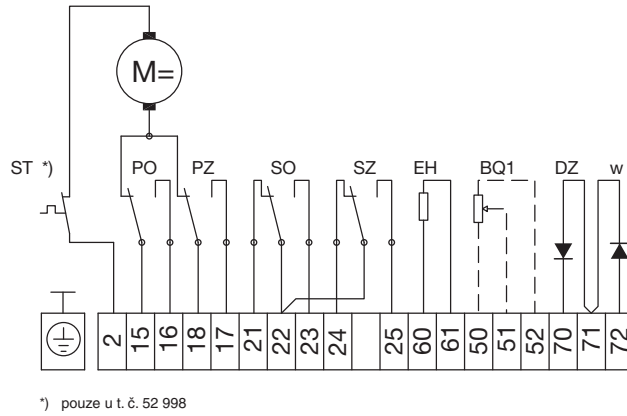 M=
ST *) PO PZ SO SZ EH BQ1 DZ w
2 15 16 18 17 21 22 23 24 25 60 61 50 51 52 70 71 72
*) pouze u t. č. 52 998